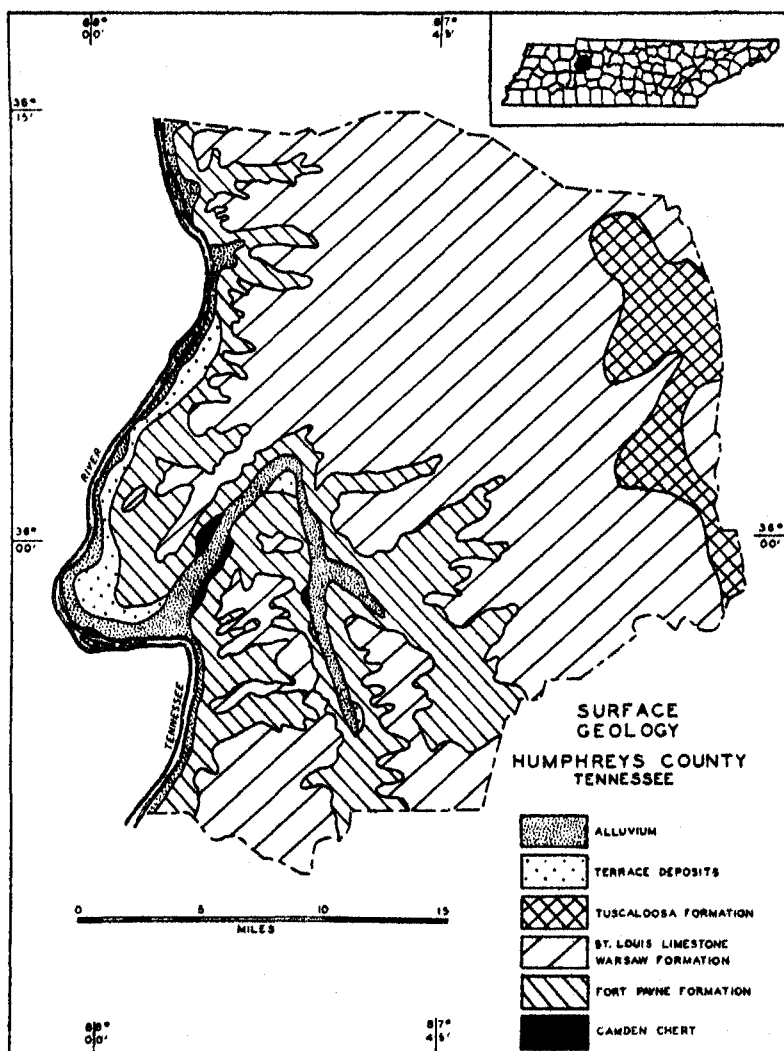 88°
00'
87°
45'
36°
15'
RIVER
36°
00'
36°
00'
TENNESSEE
SURFACE
GEOLOGY
HUMPHREYS COUNTY
TENNESSEE
ALLUVIUM
TERRACE DEPOSITS
TUSCALOOSA FORMATION
ST. LOUIS LIMESTONE
WARSAW FORMATION
FORT PAYNE FORMATION
CAMDEN CHERT
0 5 10 15
MILES
88°
00'
87°
45'